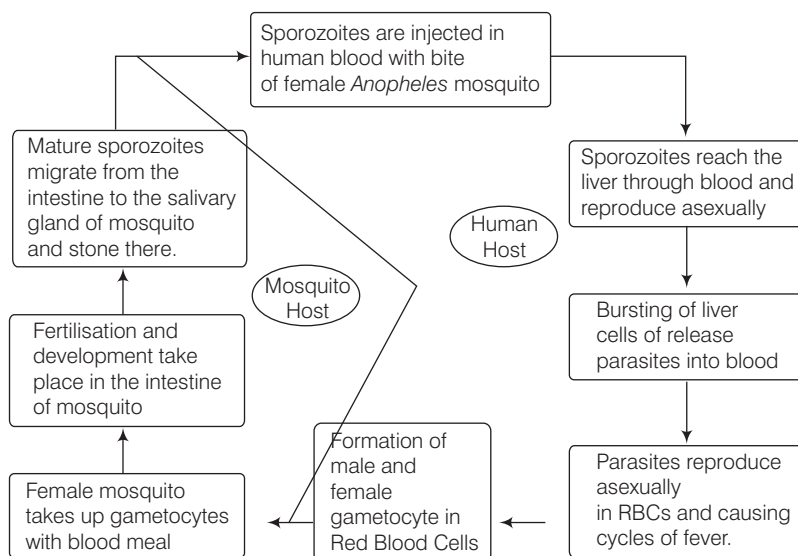 Sporozoites are injected in
human blood with bite
of female Anopheles mosquito
Sporozoites reach the
liver through blood and
reproduce asexually
Bursting of liver
cells of release
parasites into blood
Parasites reproduce
asexually
in RBCs and causing
cycles of fever.
Formation of
male and
female
gametocyte in
Red Blood Cells
Female mosquito
takes up gametocytes
with blood meal
Fertilisation and
development take
place in the intestine
of mosquito
Mature sporozoites
migrate from the
intestine to the salivary
gland of mosquito
and stone there.
Mosquito
Host
Human
Host